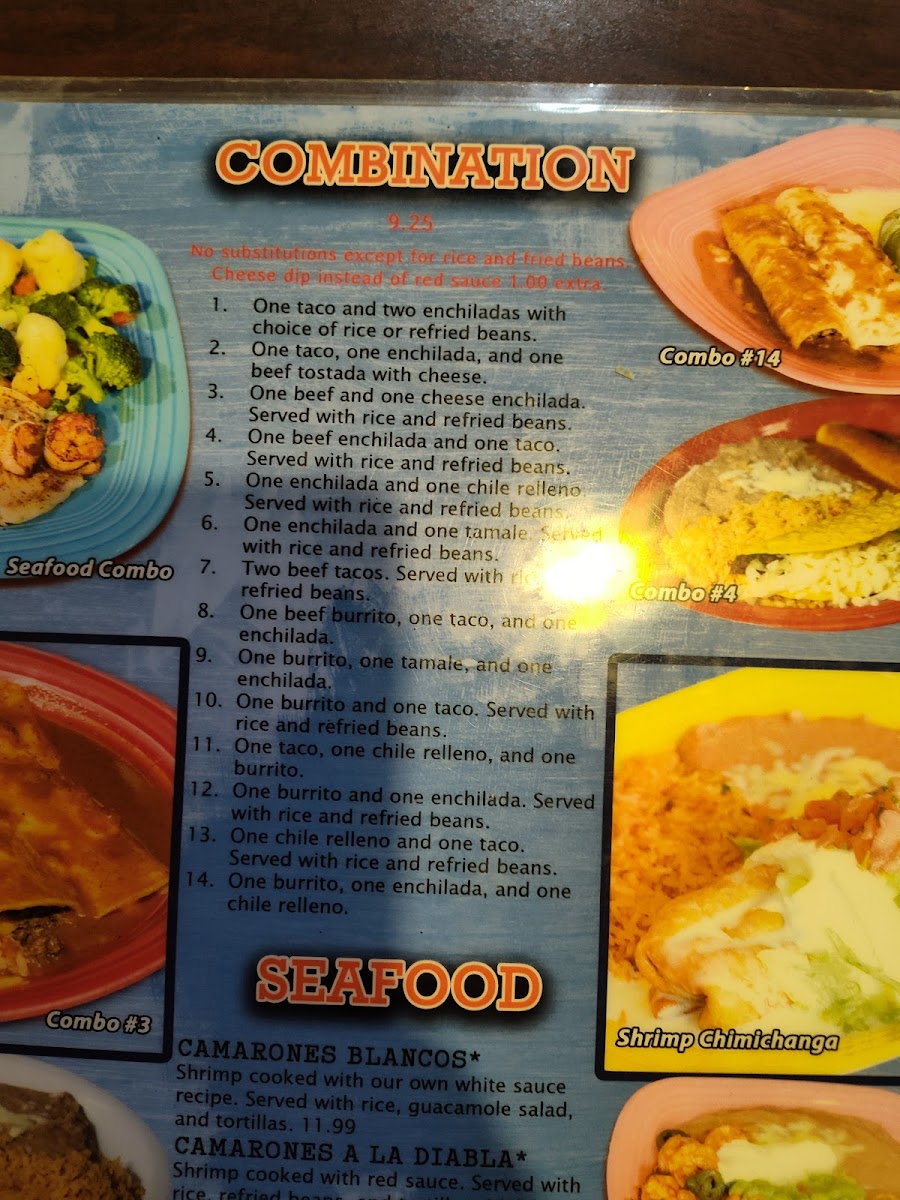 COMBINATION
9.25
No substitutions except for rice and fried beans.
Cheese dip instead of red sauce 1.00 extra.
1. One taco and two enchiladas with
choice of rice or refried beans.
2. One taco, one enchilada, and one
beef tostada with cheese.
3. One beef and one cheese enchilada.
Served with rice and refried beans.
4. One beef enchilada and one taco.
Served with rice and refried beans.
5. One enchilada and one chile relleno.
Served with rice and refried beans.
6. One enchilada and one tamale. Served
with rice and refried beans.
7. Two beef tacos. Served with
refried beans.
8. One beef burrito, one taco, and one
enchilada.
9. One burrito, one tamale, and one
enchilada.
10. One burrito and one taco. Served with
rice and refried beans.
11. One taco, one chile relleno, and one
burrito.
12. One burrito and one enchilada. Served
with rice and refried beans.
13. One chile relleno and one taco.
Served with rice and refried beans.
14. One burrito, one enchilada, and one
chile relleno.
Combo #14
Combo #4
Seafood Combo
Combo #3
Shrimp Chimichanga
SEAFOOD
CAMARONES BLANCOS*
Shrimp cooked with our own white sauce
recipe. Served with rice, guacamole salad,
and tortillas. 11.99
CAMARONES A LA DIABLA*
Shrimp cooked with red sauce. Served with
rice, refried beans, and